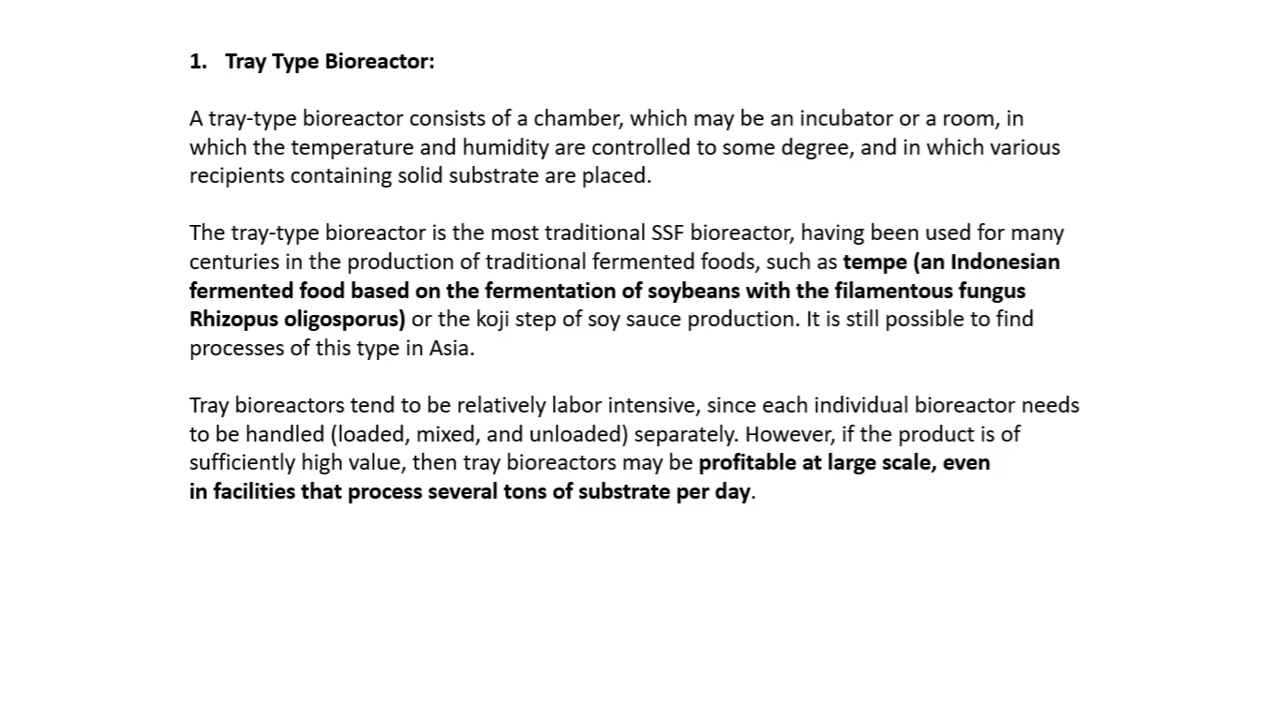 1. Tray Type Bioreactor:
A tray-type bioreactor consists of a chamber, which may be an incubator or a room, in
which the temperature and humidity are controlled to some degree, and in which various
recipients containing solid substrate are placed.
The tray-type bioreactor is the most traditional SSF bioreactor, having been used for many
centuries in the production of traditional fermented foods, such as tempe (an Indonesian
fermented food based on the fermentation of soybeans with the filamentous fungus
Rhizopus oligosporus) or the koji step of soy sauce production. It is still possible to find
processes of this type in Asia.
Tray bioreactors tend to be relatively labor intensive, since each individual bioreactor needs
to be handled (loaded, mixed, and unloaded) separately. However, if the product is of
sufficiently high value, then tray bioreactors may be profitable at large scale, even
in facilities that process several tons of substrate per day.